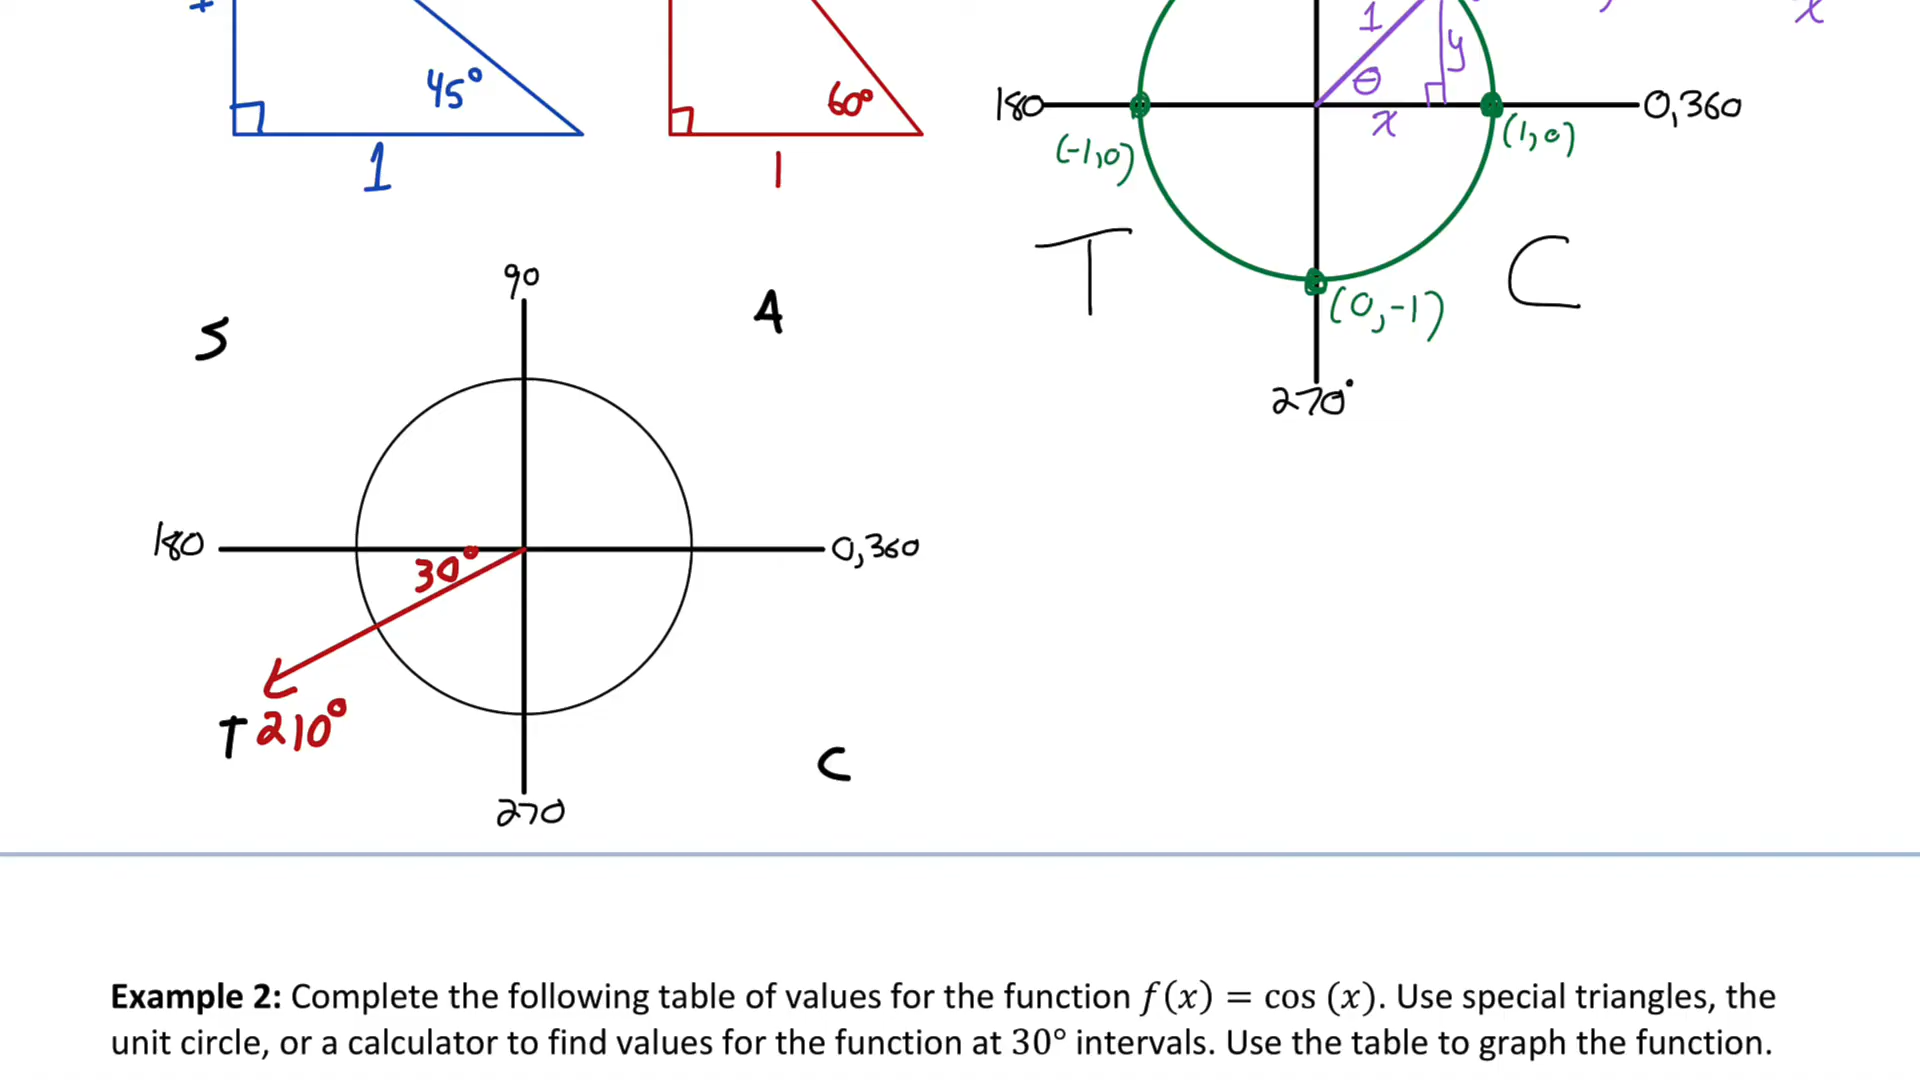 45°
1
60°
1
1
y
θ
x
x
180
0,360
(-1,0)
(1,0)
T
C
(0,-1)
270°
90
S
A
180
0,360
30°
T 210°
C
270
Example 2: Complete the following table of values for the function f(x) = cos (x). Use special triangles, the
unit circle, or a calculator to find values for the function at 30° intervals. Use the table to graph the function.